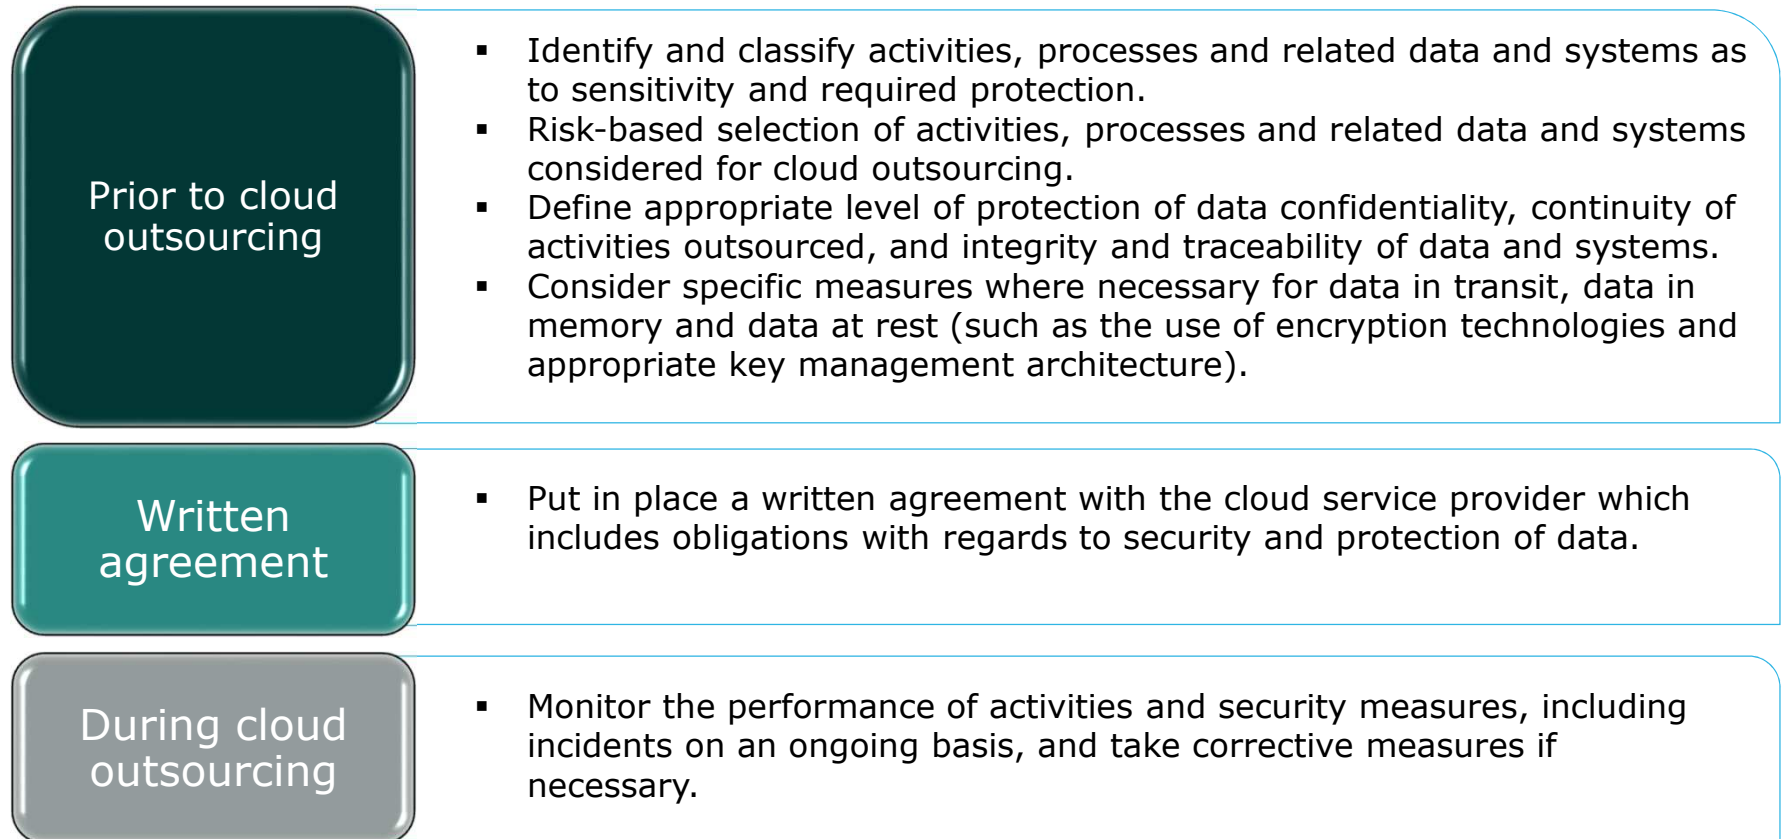 Prior to cloud
outsourcing
▪ Identify and classify activities, processes and related data and systems as
to sensitivity and required protection.
▪ Risk-based selection of activities, processes and related data and systems
considered for cloud outsourcing.
▪ Define appropriate level of protection of data confidentiality, continuity of
activities outsourced, and integrity and traceability of data and systems.
▪ Consider specific measures where necessary for data in transit, data in
memory and data at rest (such as the use of encryption technologies and
appropriate key management architecture).
Written
agreement
▪ Put in place a written agreement with the cloud service provider which
includes obligations with regards to security and protection of data.
During cloud
outsourcing
▪ Monitor the performance of activities and security measures, including
incidents on an ongoing basis, and take corrective measures if
necessary.